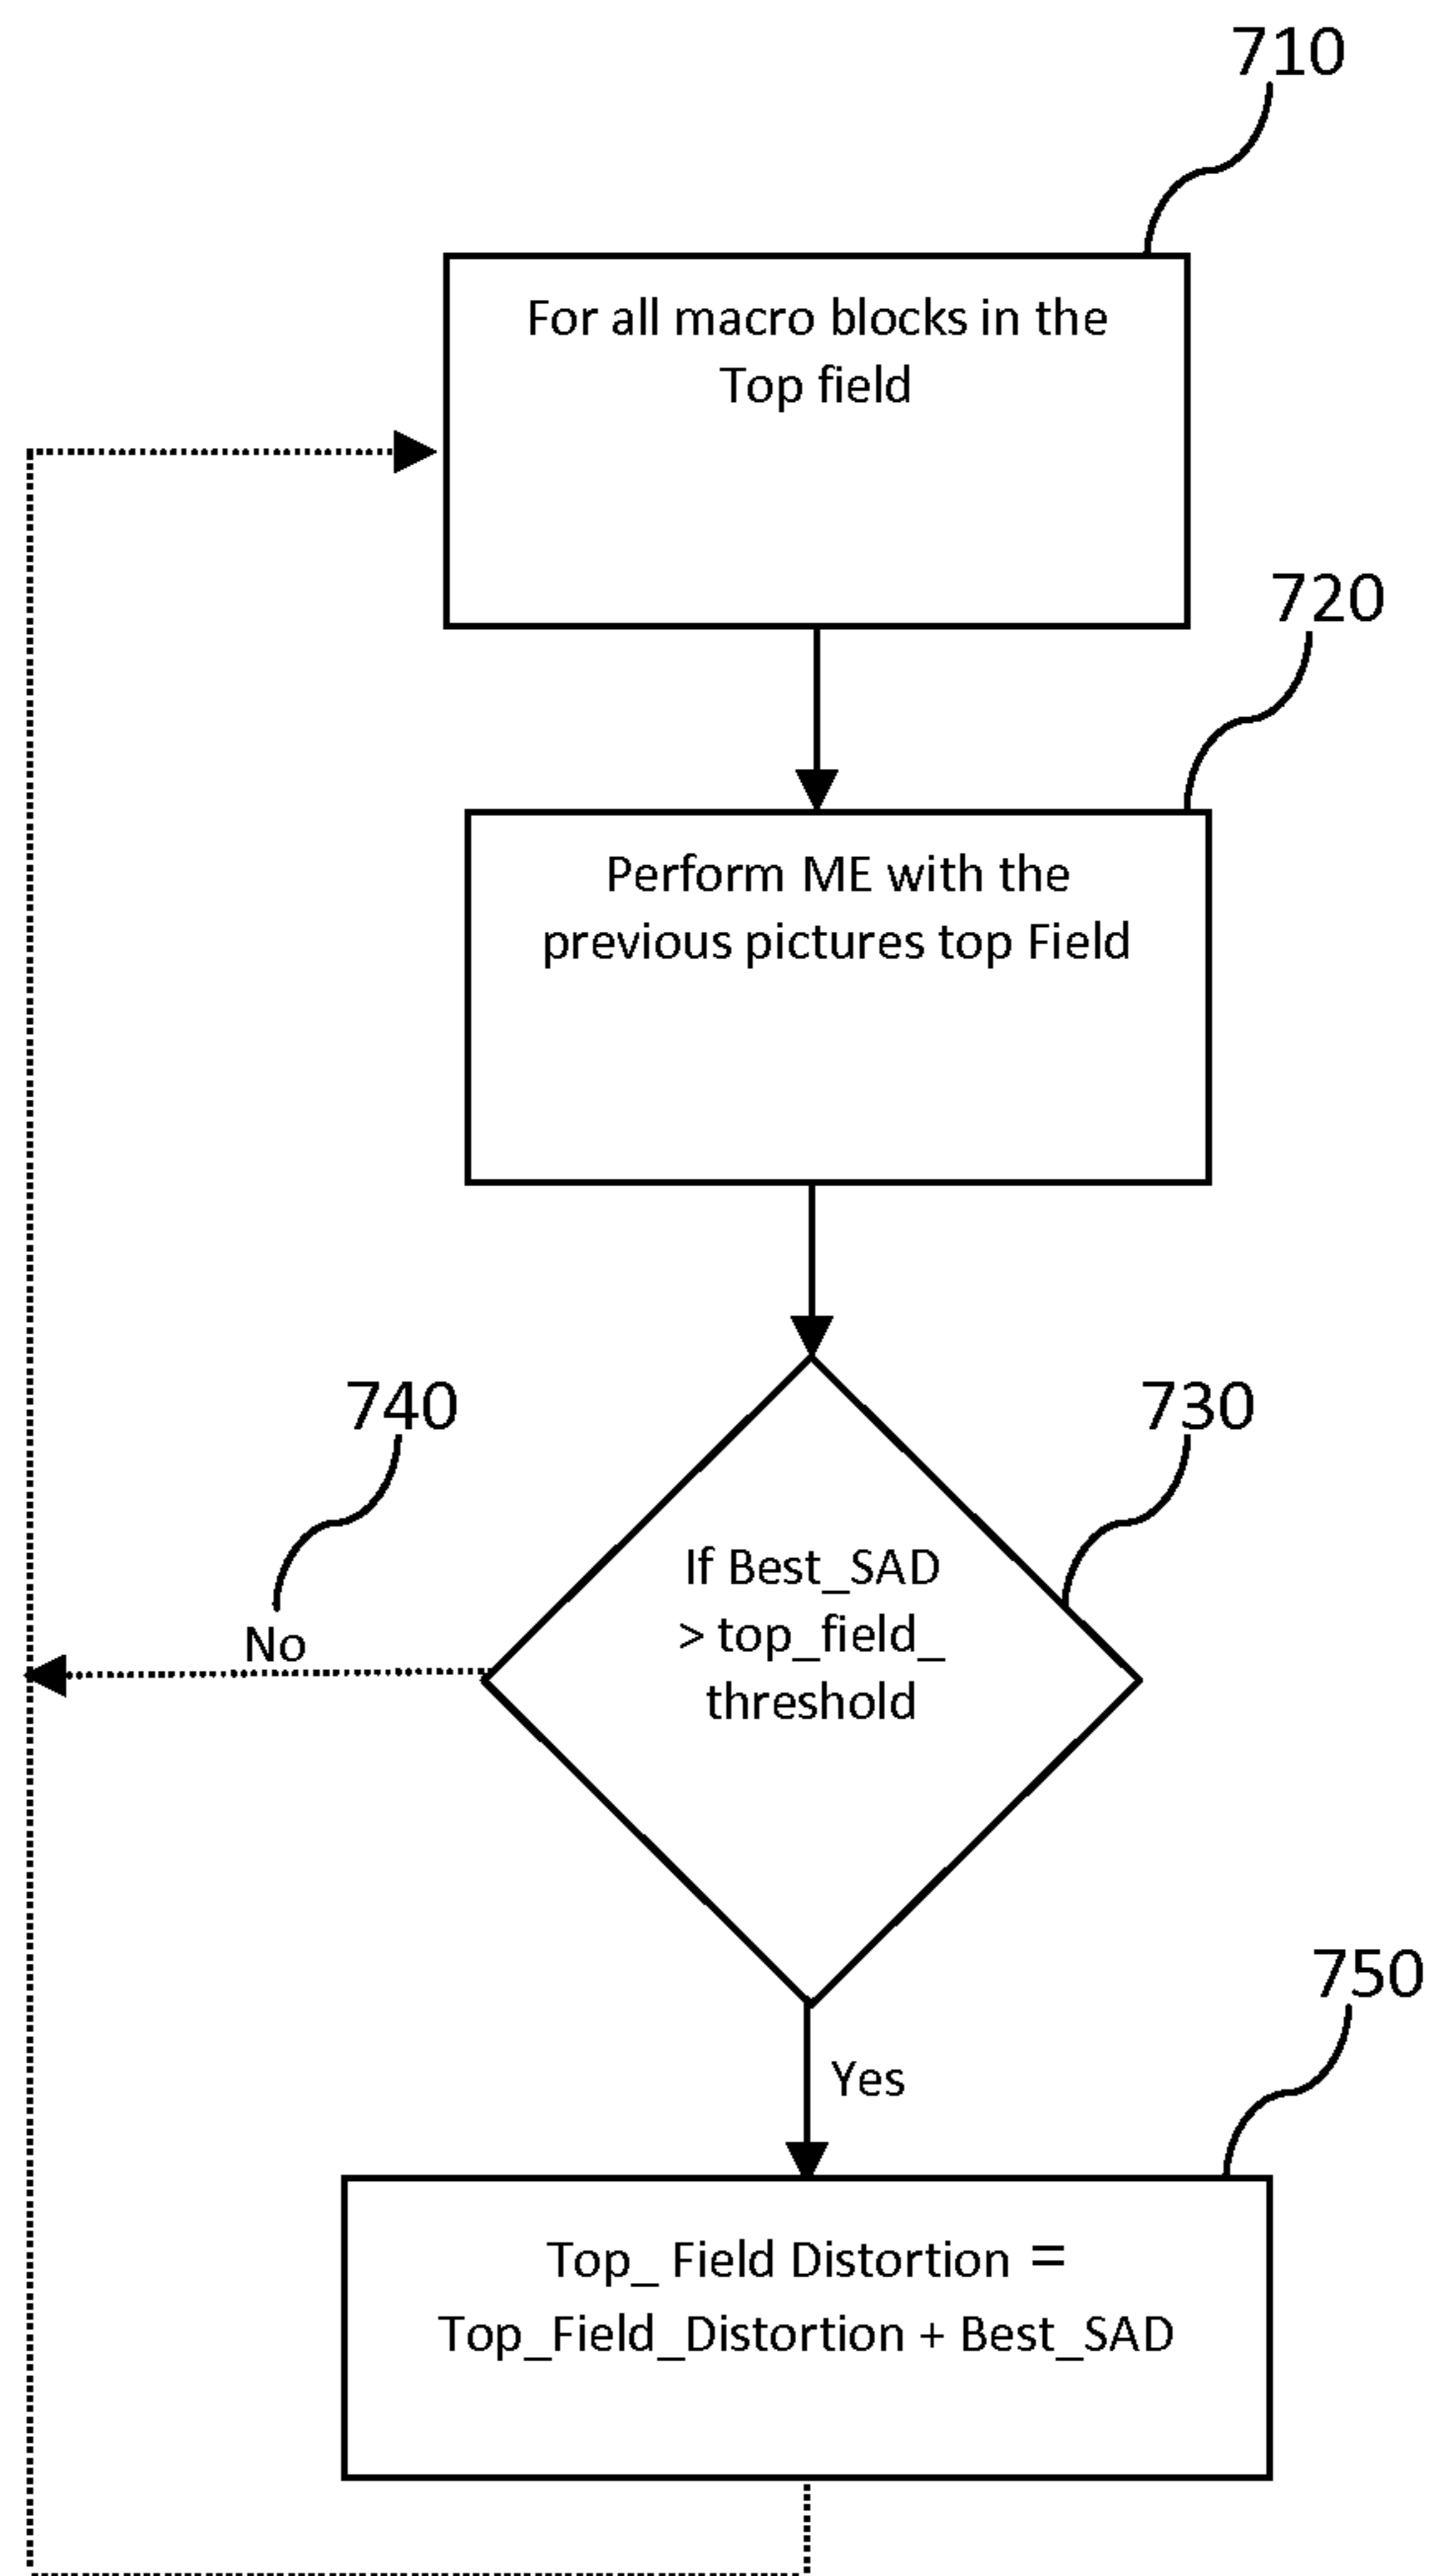 710
For all macro blocks in the
Top field
720
Perform ME with the
previous pictures top Field
740
730
If Best_SAD
> top_field_
threshold
No
750
Yes
Top_ Field Distortion =
Top_Field_Distortion + Best_SAD